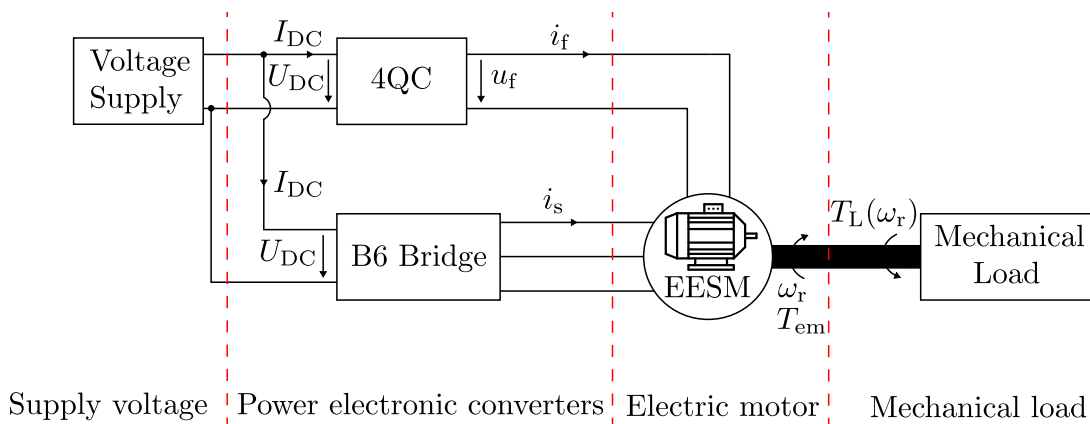 I_DC
i_f
Voltage
Supply
U_DC
4QC
u_f
I_DC
i_s
T_L(ω_r)
U_DC
B6 Bridge
EESM
Mechanical
Load
ω_r
T_em
Supply voltage
Power electronic converters
Electric motor
Mechanical load